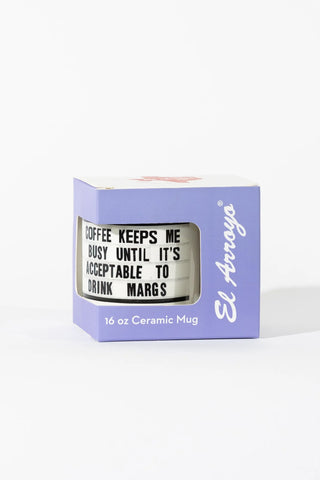 COFFEE KEEPS ME
BUSY UNTIL IT'S
ACCEPTABLE TO
DRINK MARGS
16 oz Ceramic Mug
El Arroyo®